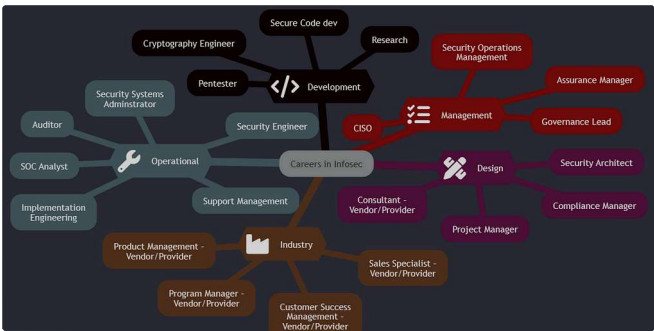 Secure Code dev
Cryptography Engineer
Research
Pentester
Development
Security Operations
Management
Assurance Manager
CISO
Management
Governance Lead
Security Systems
Adminstrator
Auditor
Security Engineer
SOC Analyst
Operational
Implementation
Engineering
Support Management
Careers In Infosec
Design
Security Architect
Consultant -
Vendor/Provider
Compliance Manager
Project Manager
Industry
Product Management -
Vendor/Provider
Sales Specialist -
Vendor/Provider
Program Manager -
Vendor/Provider
Customer Success
Management -
Vendor/Provider